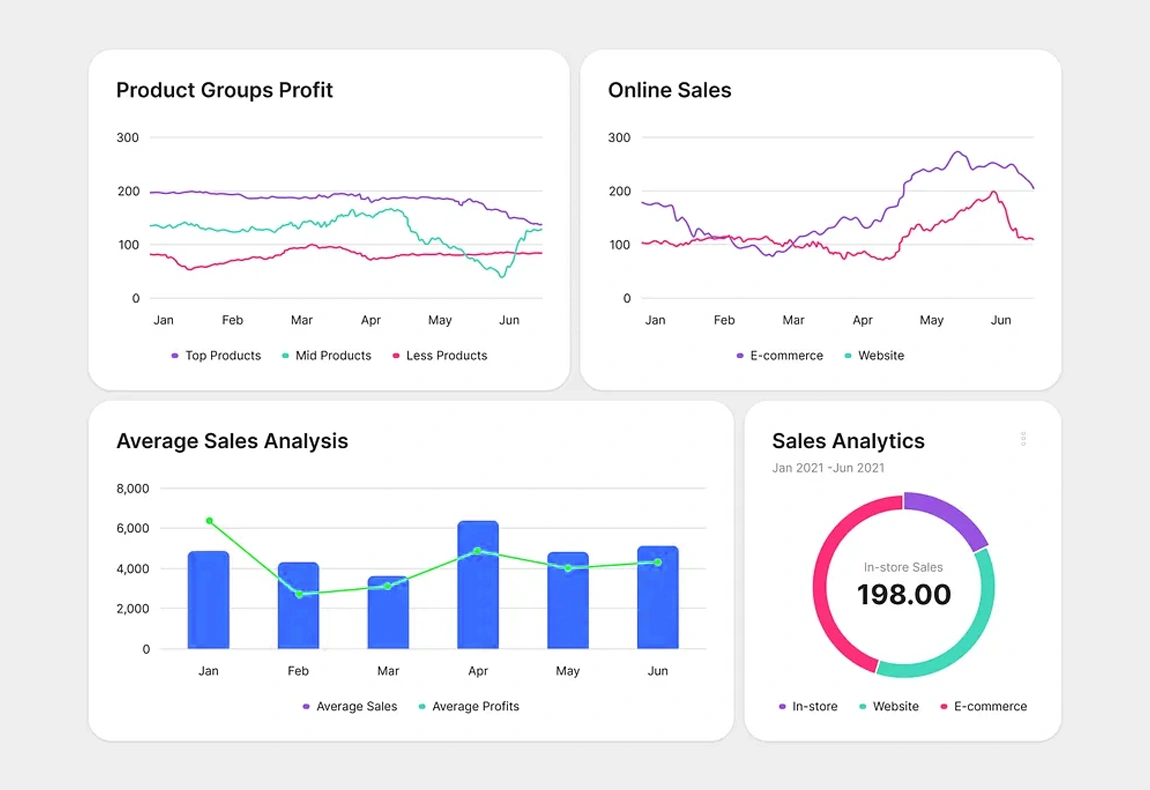 Product Groups Profit
300
200
100
0
Jan Feb Mar Apr May Jun
Top Products Mid Products Less Products
Online Sales
300
200
100
0
Jan Feb Mar Apr May Jun
E-commerce Website
Average Sales Analysis
8,000
6,000
4,000
2,000
0
Jan Feb Mar Apr May Jun
Average Sales Average Profits
Sales Analytics
Jan 2021 -Jun 2021
In-store Sales
198.00
In-store Website E-commerce